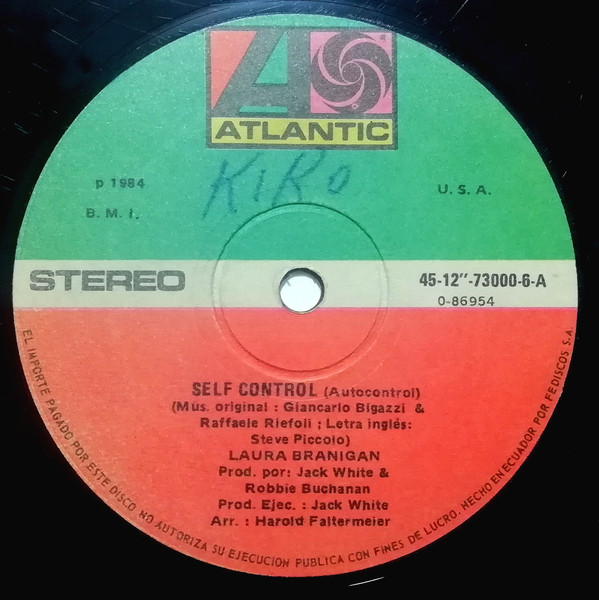 ATLANTIC
KIRO
p 1984
U.S.A.
B.M.I.
STEREO
45-12"-73000-6-A
0-86954
SELF CONTROL (Autocontrol)
(Mús. original : Giancarlo Bigazzi &
Raffaele Riefoli ; Letra inglés:
Steve Piccolo)
LAURA BRANIGAN
Prod. por: Jack White &
Robbie Buchanan
Prod. Ejec. : Jack White
Arr. : Harold Faltermeier
EL IMPORTE PAGADO POR ESTE DISCO, NO AUTORIZA SU EJECUCION PUBLICA CON FINES DE LUCRO. HECHO EN ECUADOR POR FEDISCOS S.A.